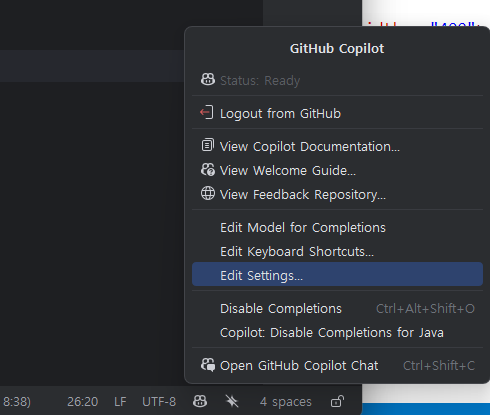 GitHub Copilot
Status: Ready
Logout from GitHub
View Copilot Documentation...
View Welcome Guide...
View Feedback Repository...
Edit Model for Completions
Edit Keyboard Shortcuts...
Edit Settings...
Disable Completions Ctrl+Alt+Shift+O
Copilot: Disable Completions for Java
Open GitHub Copilot Chat Ctrl+Shift+C
8:38) 26:20 LF UTF-8 4 spaces